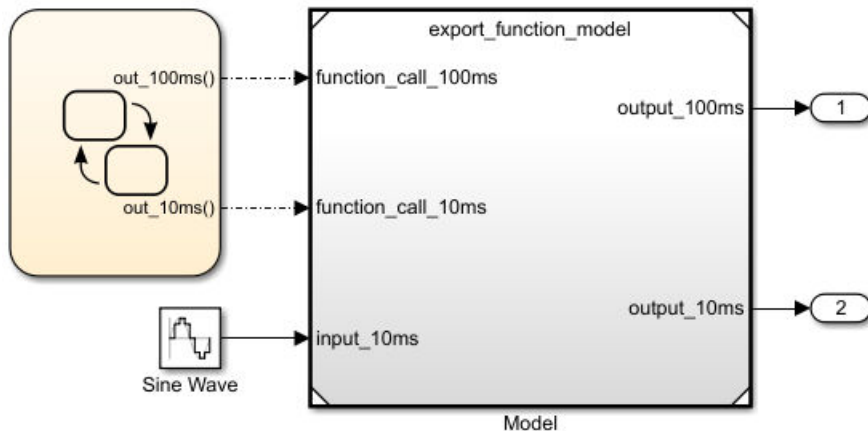 export_function_model
out_100ms()
function_call_100ms
output_100ms
1
out_10ms()
function_call_10ms
output_10ms
2
input_10ms
Sine Wave
Model